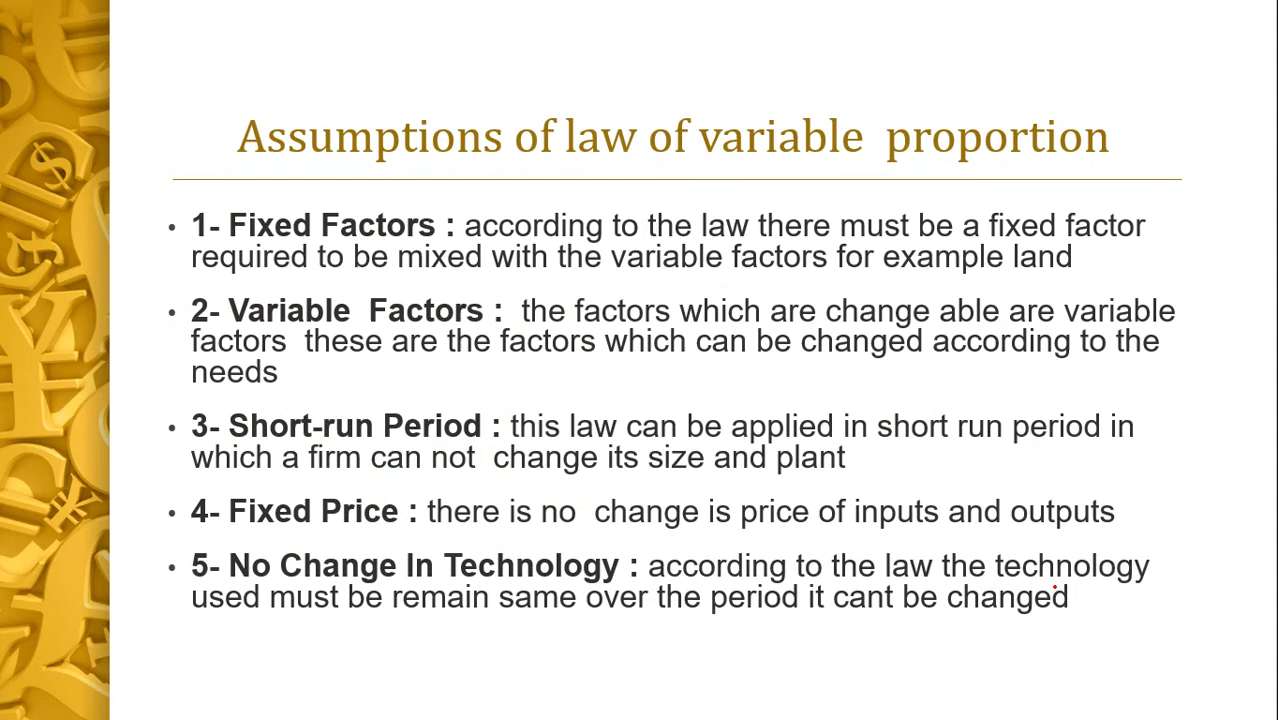 Assumptions of law of variable proportion
• 1- Fixed Factors : according to the law there must be a fixed factor
required to be mixed with the variable factors for example land
• 2- Variable Factors : the factors which are change able are variable
factors these are the factors which can be changed according to the
needs
• 3- Short-run Period : this law can be applied in short run period in
which a firm can not change its size and plant
• 4- Fixed Price : there is no change is price of inputs and outputs
• 5- No Change In Technology : according to the law the technology
used must be remain same over the period it cant be changed